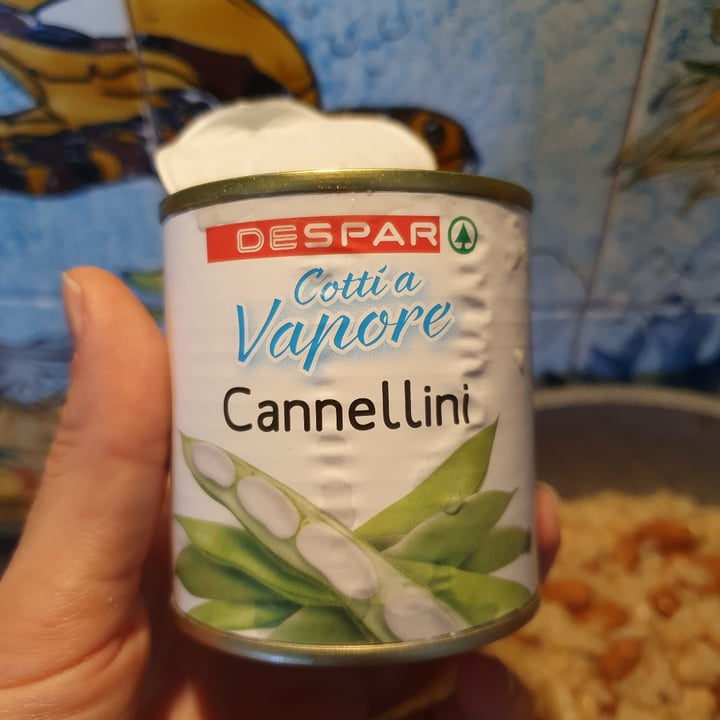 DESPAR
Cotti a
Vapore
Cannellini